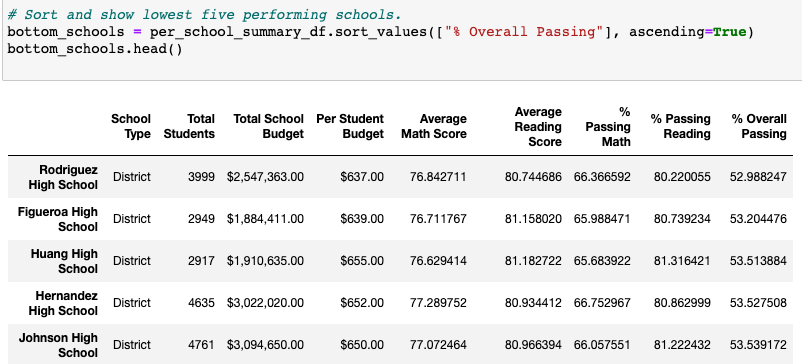 # Sort and show lowest five performing schools.
bottom_schools = per_school_summary_df.sort_values(["% Overall Passing"], ascending=True)
bottom_schools.head()
School Type Total Students Total School Budget Per Student Budget Average Math Score Average Reading Score % Passing Math % Passing Reading % Overall Passing
Rodriguez High School District 3999 $2,547,363.00 $637.00 76.842711 80.744686 66.366592 80.220055 52.988247
Figueroa High School District 2949 $1,884,411.00 $639.00 76.711767 81.158020 65.988471 80.739234 53.204476
Huang High School District 2917 $1,910,635.00 $655.00 76.629414 81.182722 65.683922 81.316421 53.513884
Hernandez High School District 4635 $3,022,020.00 $652.00 77.289752 80.934412 66.752967 80.862999 53.527508
Johnson High School District 4761 $3,094,650.00 $650.00 77.072464 80.966394 66.057551 81.222432 53.539172